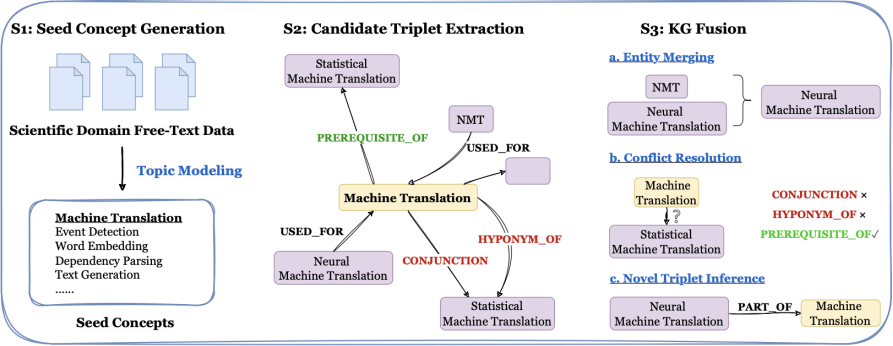 S1: Seed Concept Generation
Scientific Domain Free-Text Data
Topic Modeling
Machine Translation
Event Detection
Word Embedding
Dependency Parsing
Text Generation
......
Seed Concepts
S2: Candidate Triplet Extraction
Statistical
Machine Translation
NMT
PREREQUISITE_OF
USED_FOR
Machine Translation
USED_FOR
HYPONYM_OF
CONJUNCTION
Neural
Machine Translation
Statistical
Machine Translation
S3: KG Fusion
a. Entity Merging
NMT
Neural
Machine Translation
Neural
Machine Translation
b. Conflict Resolution
Machine
Translation
?
Statistical
Machine Translation
CONJUNCTION ×
HYPONYM_OF ×
PREREQUISITE_OF✓
c. Novel Triplet Inference
Neural
Machine Translation
PART_OF
Machine
Translation